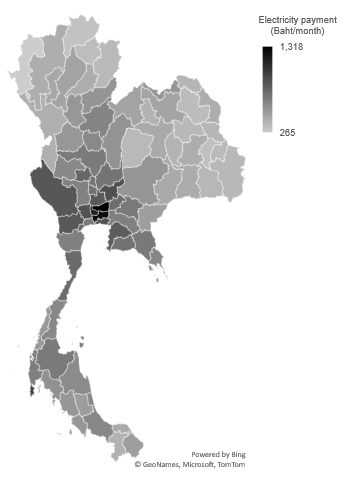 Electricity payment
(Baht/month)
1,318
265
Powered by Bing
© GeoNames, Microsoft, TomTom